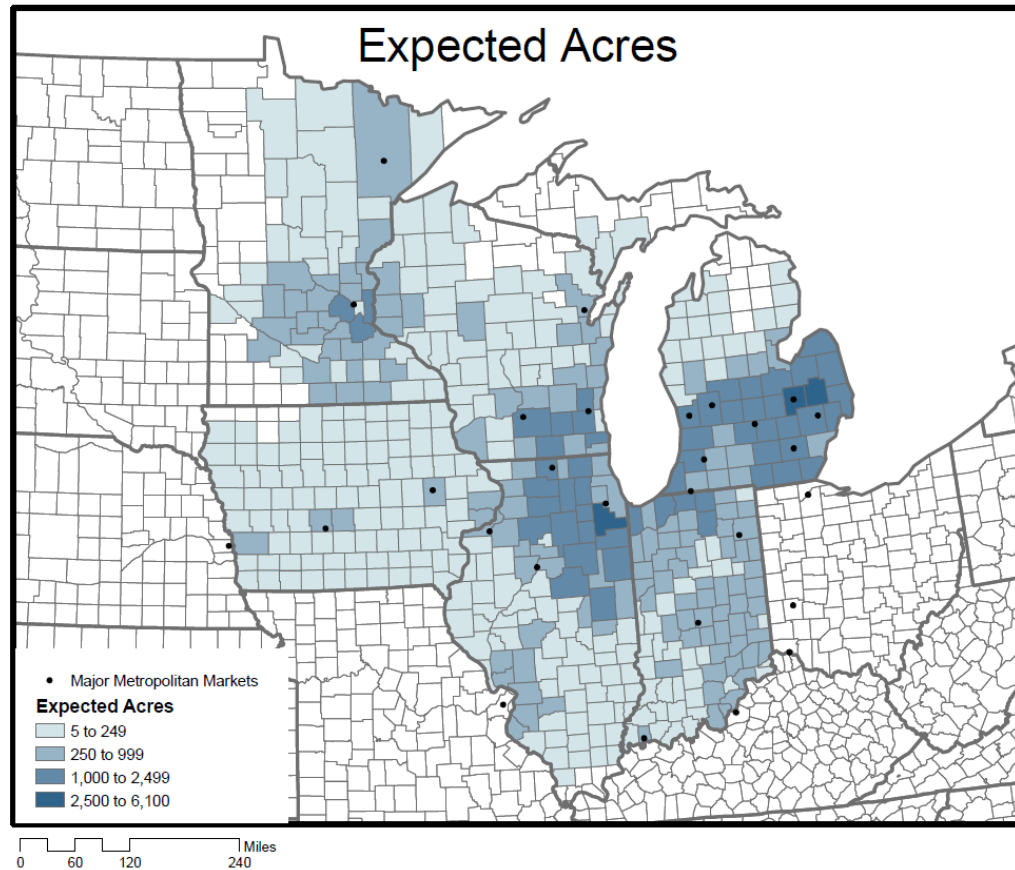 Expected Acres
Major Metropolitan Markets
Expected Acres
5 to 249
250 to 999
1,000 to 2,499
2,500 to 6,100
Miles
0 60 120 240